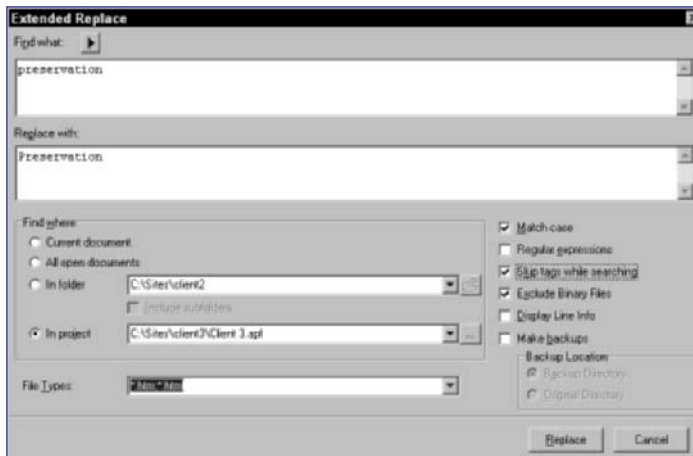 Extended Replace
Find what:
preservation
Replace with:
Preservation
Find where
Current document
All open documents
In folder
C:\Sites\client2
Include subfolders
In project
C:\Sites\client3\Client 3.apf
File Types:
Match case
Regular expressions
Skip tags while searching
Exclude Binary Files
Display Line Info
Make backups
Backup Location
Backup Directory
Original Directory
Replace
Cancel